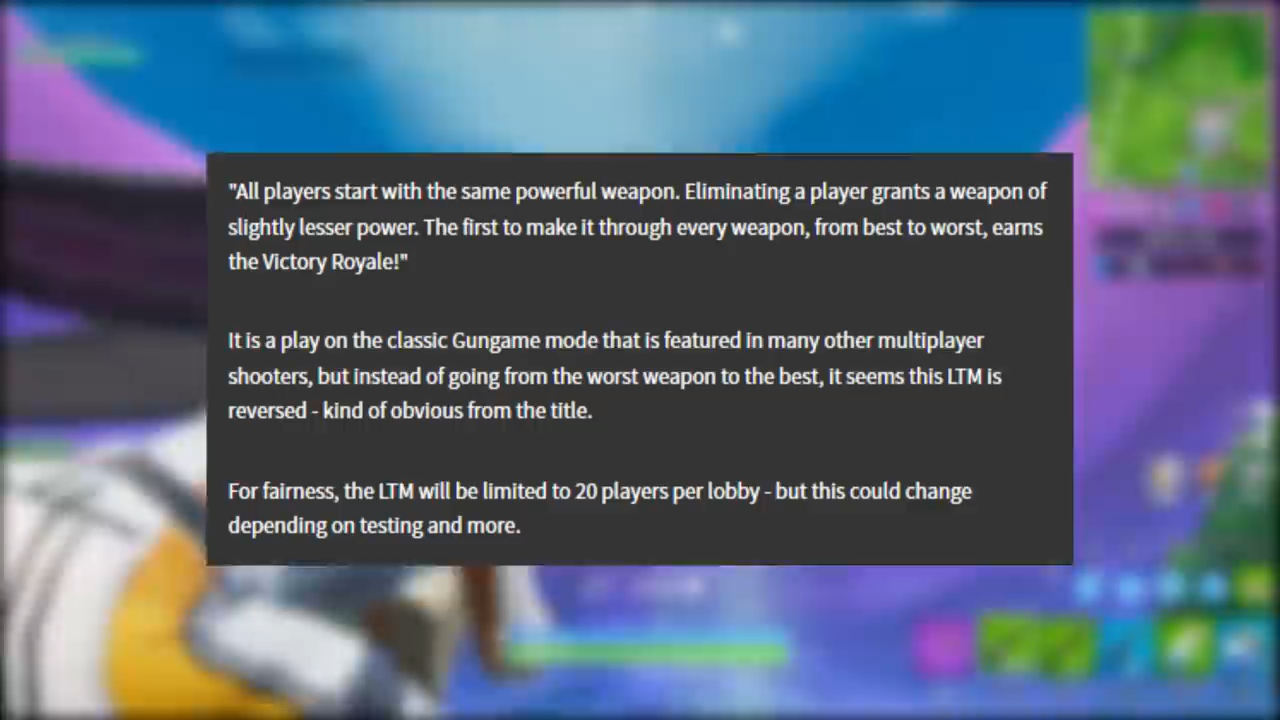 "All players start with the same powerful weapon. Eliminating a player grants a weapon of
slightly lesser power. The first to make it through every weapon, from best to worst, earns
the Victory Royale!"
It is a play on the classic Gungame mode that is featured in many other multiplayer
shooters, but instead of going from the worst weapon to the best, it seems this LTM is
reversed - kind of obvious from the title.
For fairness, the LTM will be limited to 20 players per lobby - but this could change
depending on testing and more.